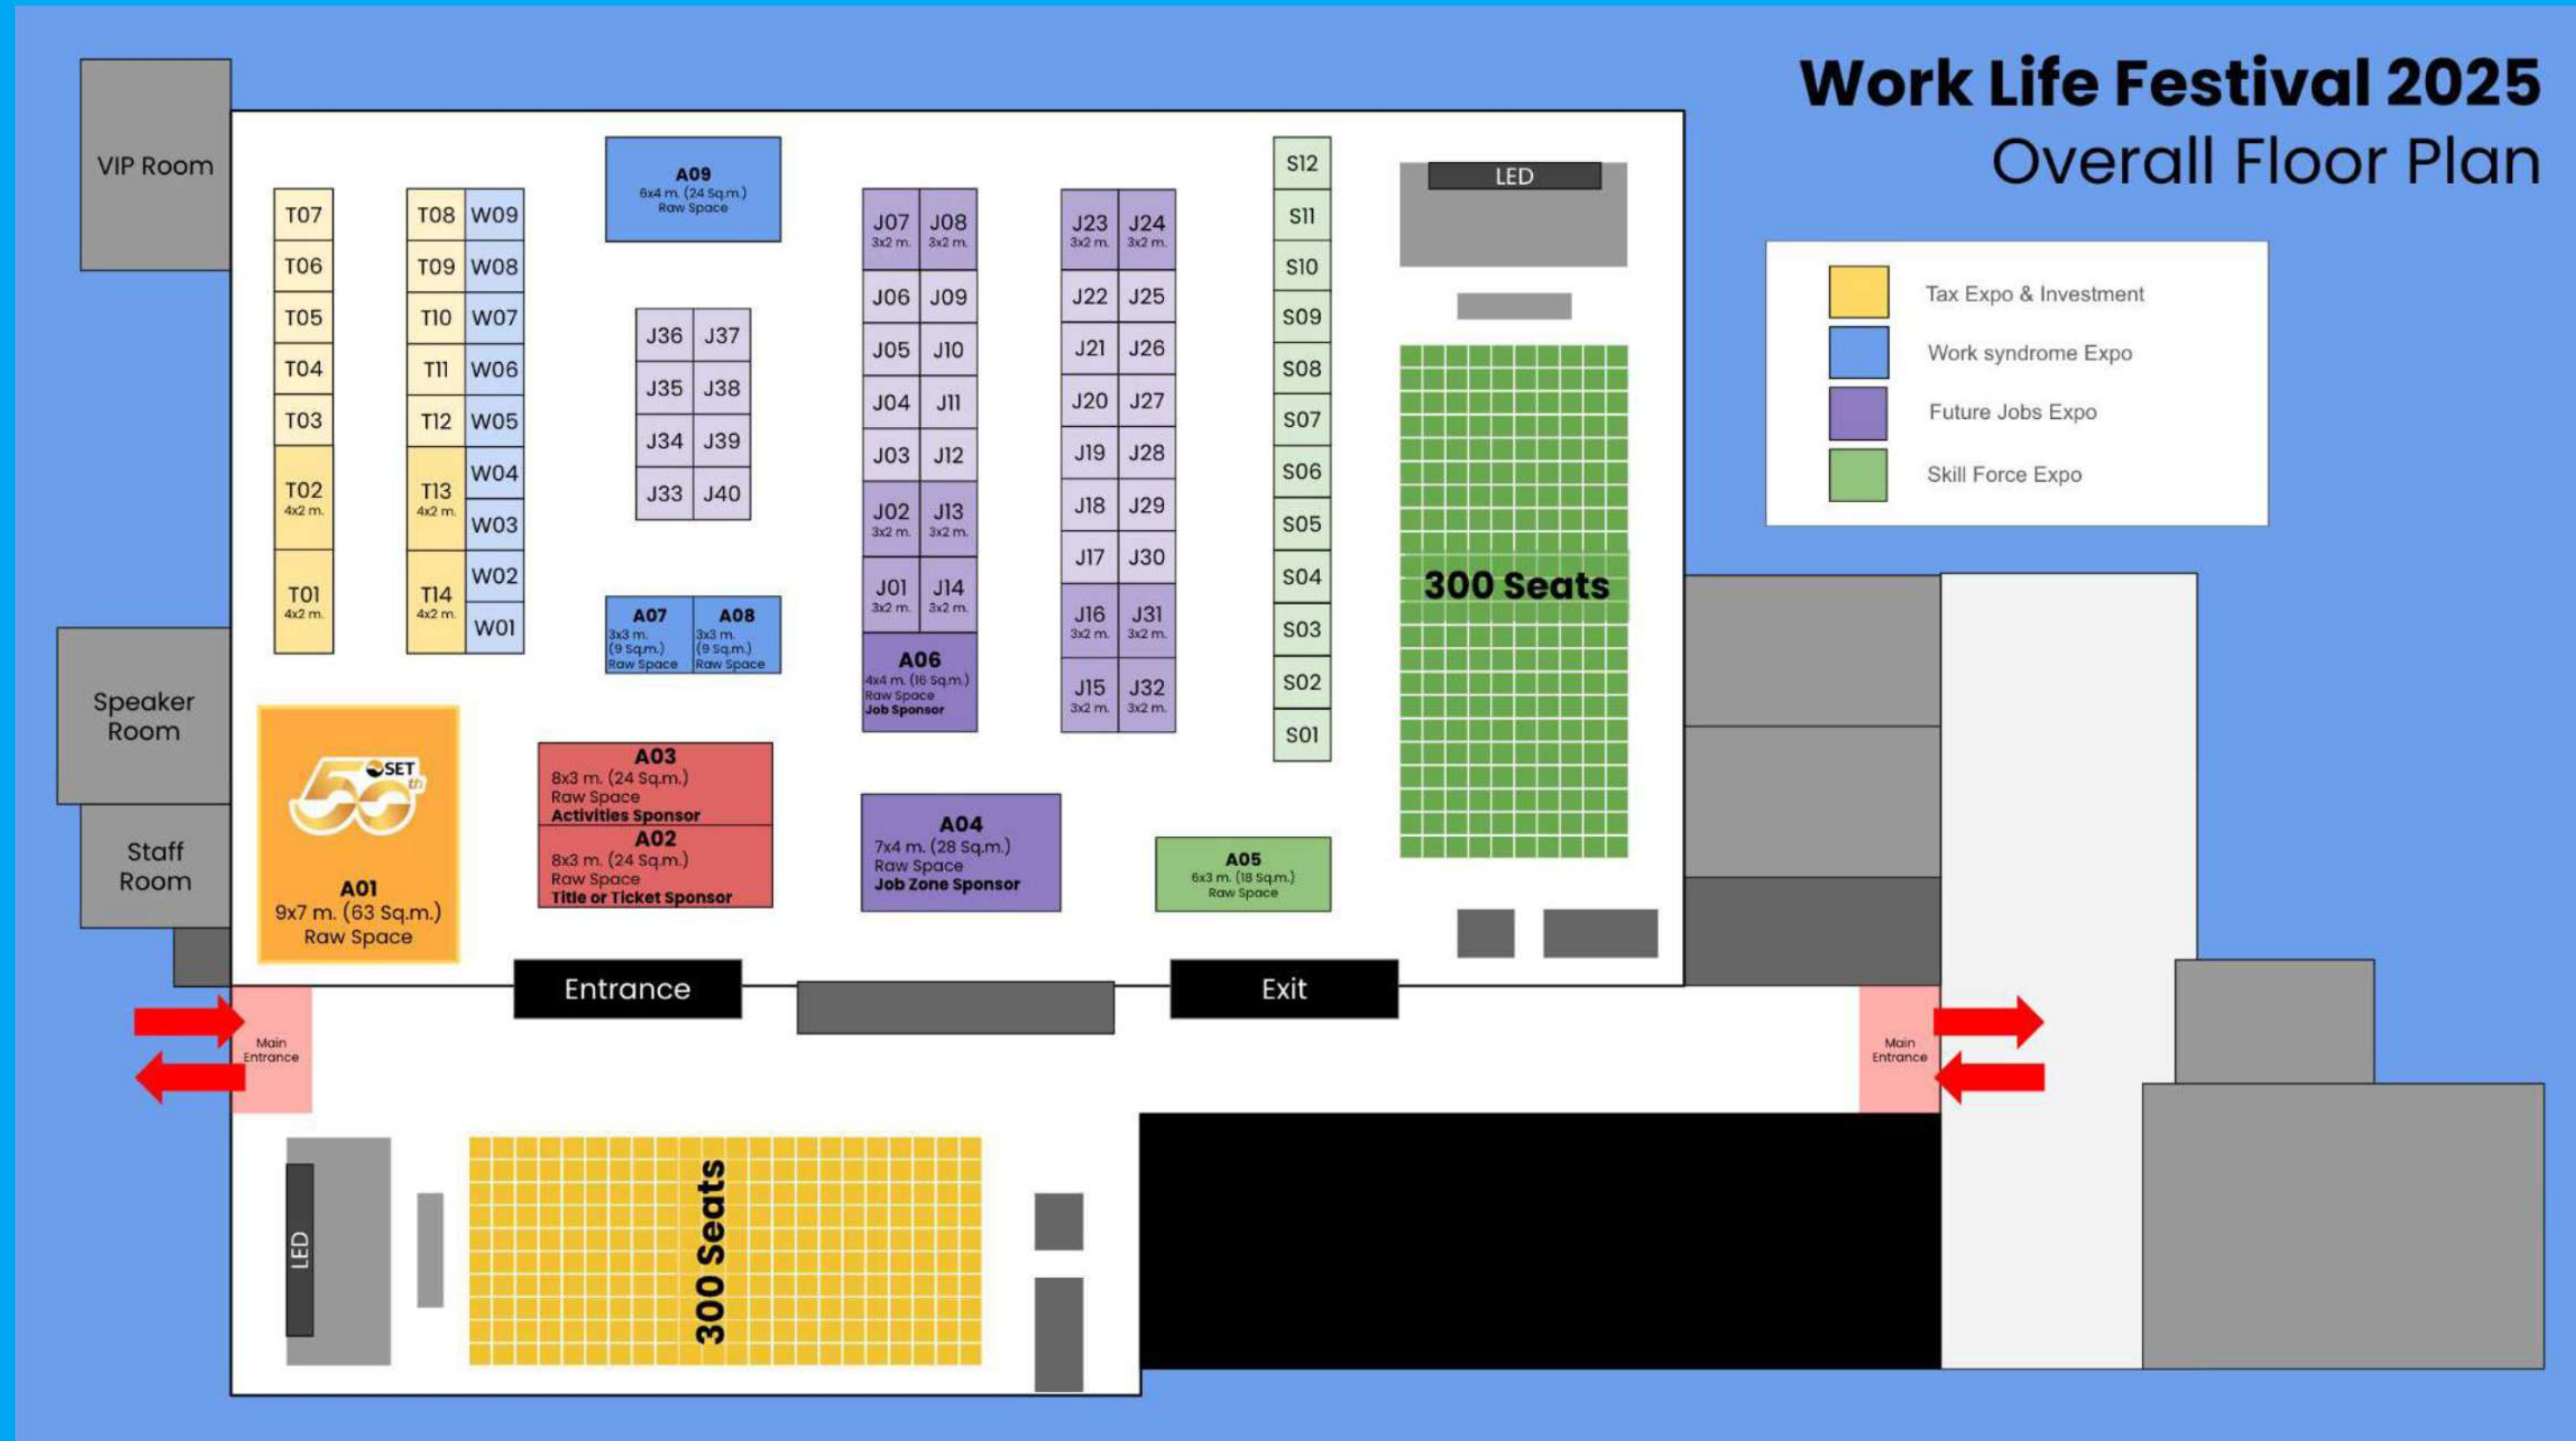 Work Life Festival 2025
Overall Floor Plan
Tax Expo & Investment
Work syndrome Expo
Future Jobs Expo
Skill Force Expo
VIP Room
Speaker
Room
Staff
Room
T07
T06
T05
T04
T03
T02
4x2 m.
T01
4x2 m.
T08 W09
T09 W08
T10 W07
T11 W06
T12 W05
W04
T13
4x2 m.
W03
W02
T14
4x2 m.
W01
A09
6x4 m. (24 Sq.m.)
Raw Space
J36 J37
J35 J38
J34 J39
J33 J40
A07
3x3 m.
(9 Sq.m.)
Raw Space
A08
3x3 m.
(9 Sq.m.)
Raw Space
J07 J08
3x2 m. 3x2 m.
J06 J09
J05 J10
J04 J11
J03 J12
J02 J13
3x2 m. 3x2 m.
J01 J14
3x2 m. 3x2 m.
A06
4x4 m. (16 Sq.m.)
Raw Space
Job Sponsor
J23 J24
3x2 m. 3x2 m.
J22 J25
J21 J26
J20 J27
J19 J28
J18 J29
J17 J30
J16 J31
3x2 m. 3x2 m.
J15 J32
3x2 m. 3x2 m.
S12
S11
S10
S09
S08
S07
S06
S05
S04
S03
S02
S01
LED
300 Seats
SET
50th
A01
9x7 m. (63 Sq.m.)
Raw Space
A03
8x3 m. (24 Sq.m.)
Raw Space
Activities Sponsor
A02
8x3 m. (24 Sq.m.)
Raw Space
Title or Ticket Sponsor
A04
7x4 m. (28 Sq.m.)
Raw Space
Job Zone Sponsor
A05
6x3 m. (18 Sq.m.)
Raw Space
Entrance
Exit
Main
Entrance
Main
Entrance
LED
300 Seats